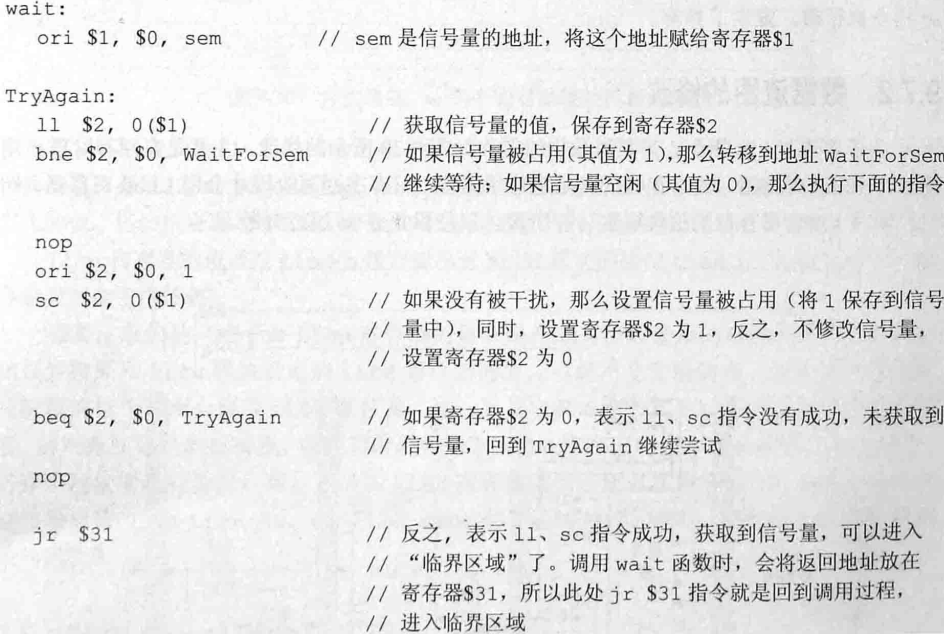 wait:
ori $1, $0, sem // sem 是信号量的地址，将这个地址赋给寄存器$1
TryAgain:
ll $2, 0($1) // 获取信号量的值，保存到寄存器$2
bne $2, $0, WaitForSem // 如果信号量被占用(其值为 1)，那么转移到地址 WaitForSem
// 继续等待；如果信号量空闲（其值为 0），那么执行下面的指令
nop
ori $2, $0, 1
sc $2, 0($1) // 如果没有被干扰，那么设置信号量被占用（将 1 保存到信号
// 量中），同时，设置寄存器$2 为 1，反之，不修改信号量，
// 设置寄存器$2 为 0
beq $2, $0, TryAgain // 如果寄存器$2 为 0，表示 ll、sc 指令没有成功，未获取到
// 信号量，回到 TryAgain 继续尝试
nop
jr $31 // 反之，表示 ll、sc 指令成功，获取到信号量，可以进入
// “临界区域”了。调用 wait 函数时，会将返回地址放在
// 寄存器$31，所以此处 jr $31 指令就是回到调用过程，
// 进入临界区域